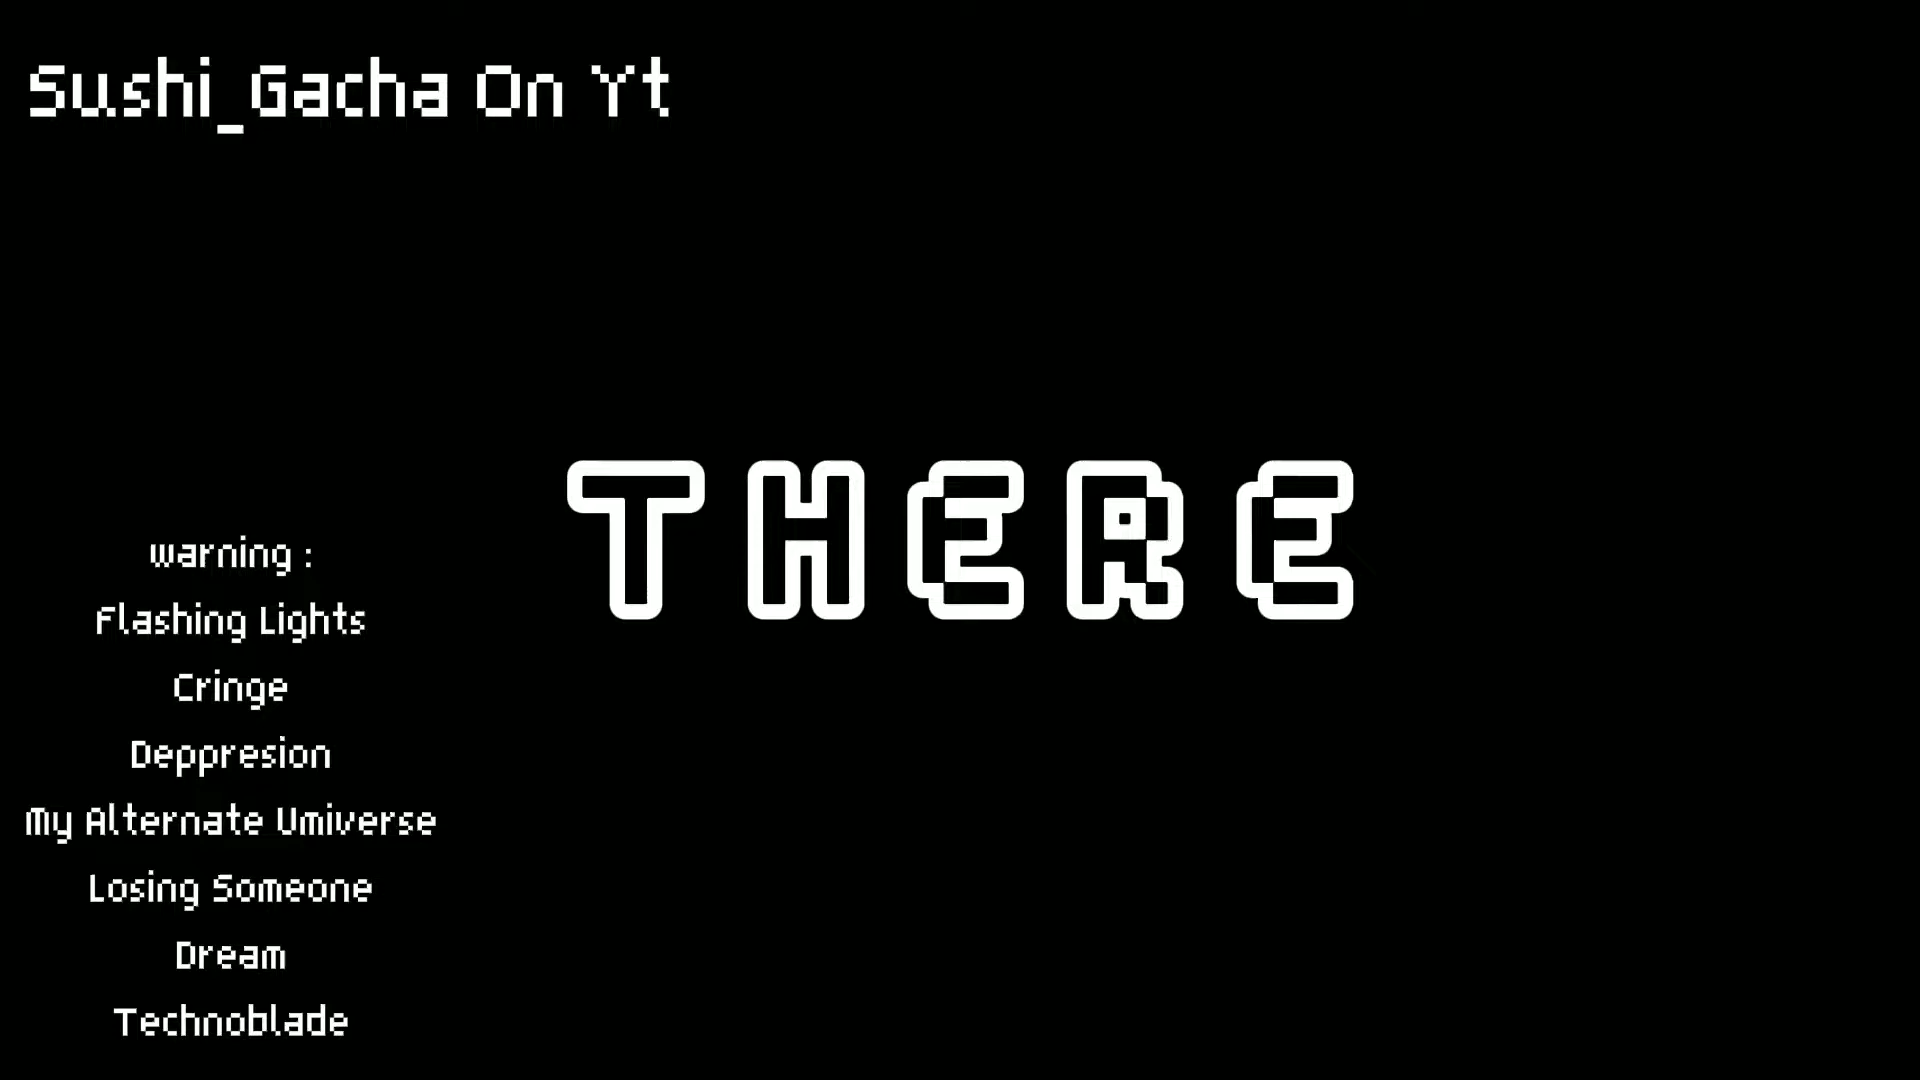 Sushi_Gacha On Yt
THERE
warning :
Flashing Lights
Cringe
Deppresion
My Alternate Umiverse
Losing Someone
Dream
Technoblade